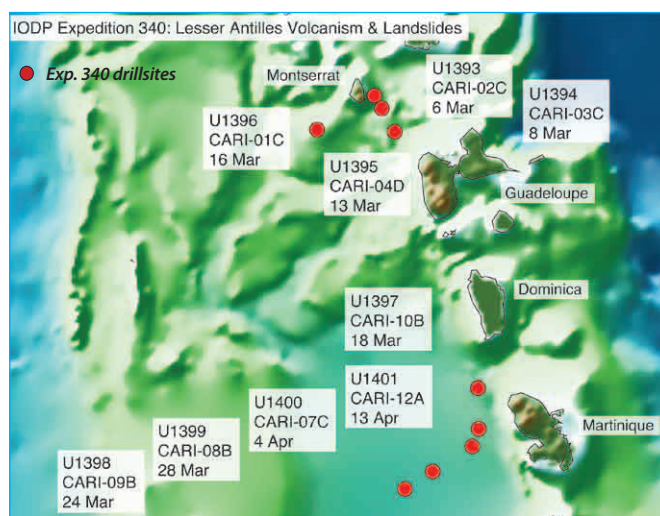 IODP Expedition 340: Lesser Antilles Volcanism & Landslides
Exp. 340 drillsites
Montserrat
U1393
CARI-02C
6 Mar
U1394
CARI-03C
8 Mar
U1396
CARI-01C
16 Mar
U1395
CARI-04D
13 Mar
Guadeloupe
Dominica
U1397
CARI-10B
18 Mar
U1401
CARI-12A
13 Apr
U1400
CARI-07C
4 Apr
Martinique
U1399
CARI-08B
28 Mar
U1398
CARI-09B
24 Mar